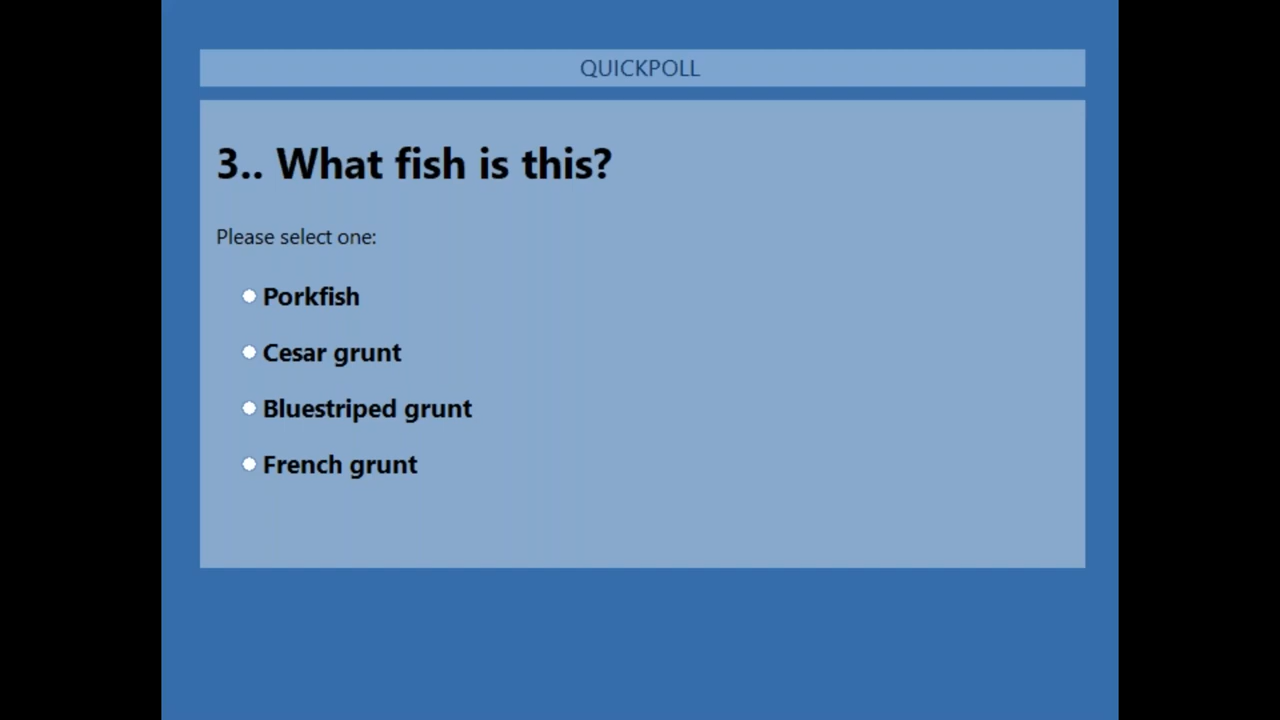 QUICKPOLL
3.. What fish is this?
Please select one:
Porkfish
Cesar grunt
Bluestriped grunt
French grunt